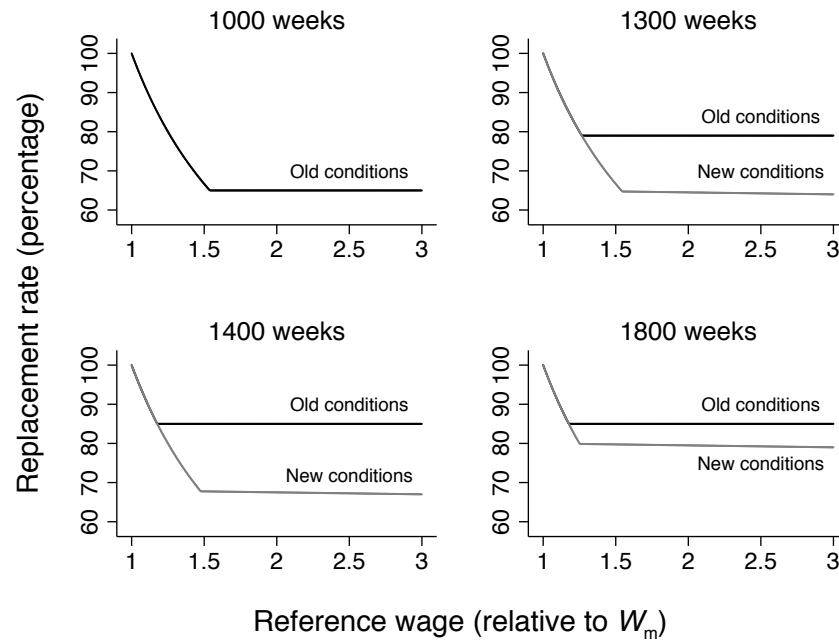 1000 weeks
100
90
80
70
60
Old conditions
1 1.5 2 2.5 3
1300 weeks
100
90
80
70
60
Old conditions
New conditions
1 1.5 2 2.5 3
1400 weeks
100
90
80
70
60
Old conditions
New conditions
1 1.5 2 2.5 3
1800 weeks
100
90
80
70
60
Old conditions
New conditions
1 1.5 2 2.5 3
Replacement rate (percentage)
Reference wage (relative to Wm)